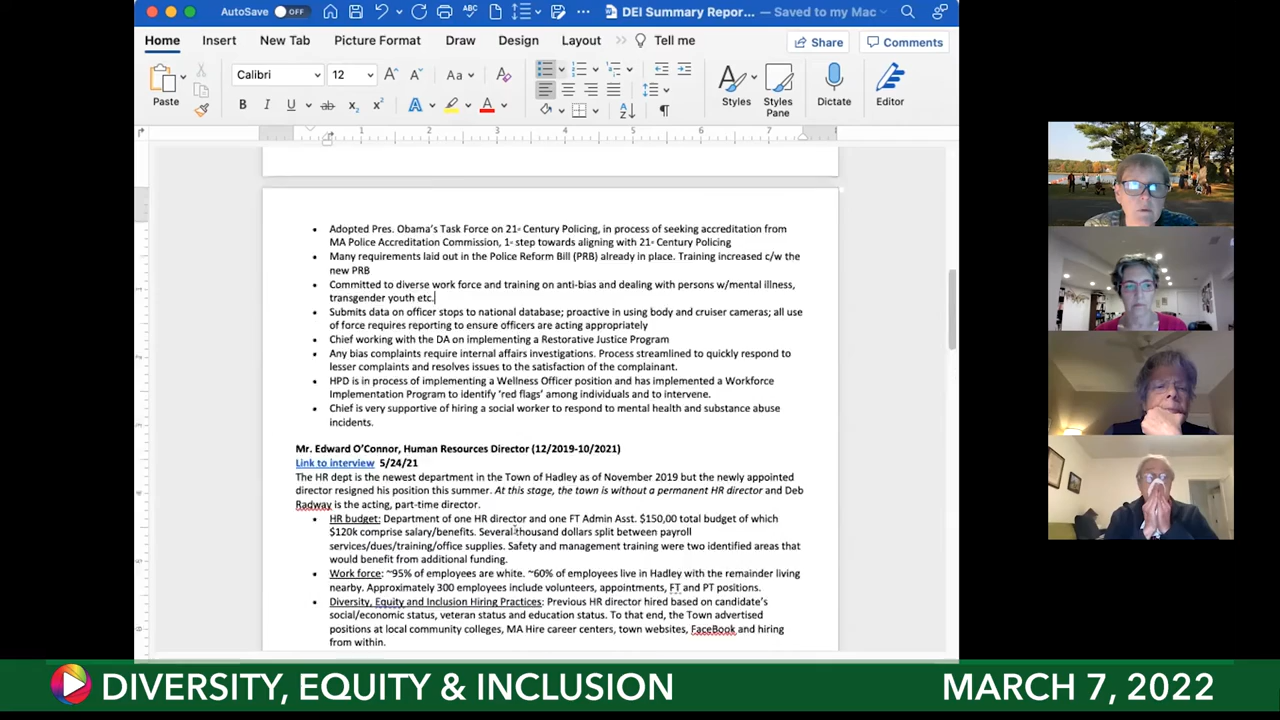 AutoSave OFF DEI Summary Repor... — Saved to my Mac
Home Insert New Tab Picture Format Draw Design Layout Tell me Share Comments
Paste Calibri 12 Aa Styles Styles Pane Dictate Editor
1 2 3 4 5 6 7
• Adopted Pres. Obama's Task Force on 21st Century Policing, in process of seeking accreditation from
MA Police Accreditation Commission, 1st step towards aligning with 21st Century Policing
• Many requirements laid out in the Police Reform Bill (PRB) already in place. Training increased c/w the
new PRB
• Committed to diverse work force and training on anti-bias and dealing with persons w/mental illness,
transgender youth etc.
• Submits data on officer stops to national database; proactive in using body and cruiser cameras; all use
of force requires reporting to ensure officers are acting appropriately
• Chief working with the DA on implementing a Restorative Justice Program
• Any bias complaints require internal affairs investigations. Process streamlined to quickly respond to
lesser complaints and resolves issues to the satisfaction of the complainant.
• HPD is in process of implementing a Wellness Officer position and has implemented a Workforce
Implementation Program to identify 'red flags' among individuals and to intervene.
• Chief is very supportive of hiring a social worker to respond to mental health and substance abuse
incidents.
Mr. Edward O'Connor, Human Resources Director (12/2019-10/2021)
Link to interview 5/24/21
The HR dept is the newest department in the Town of Hadley as of November 2019 but the newly appointed
director resigned his position this summer. At this stage, the town is without a permanent HR director and Deb
Radway is the acting, part-time director.
• HR budget: Department of one HR director and one FT Admin Asst. $150,00 total budget of which
$120k comprise salary/benefits. Several thousand dollars split between payroll
services/dues/training/office supplies. Safety and management training were two identified areas that
would benefit from additional funding.
• Work force: ~95% of employees are white. ~60% of employees live in Hadley with the remainder living
nearby. Approximately 300 employees include volunteers, appointments, FT and PT positions.
• Diversity, Equity and Inclusion Hiring Practices: Previous HR director hired based on candidate's
social/economic status, veteran status and education status. To that end, the Town advertised
positions at local community colleges, MA Hire career centers, town websites, FaceBook and hiring
from within.
DIVERSITY, EQUITY & INCLUSION MARCH 7, 2022